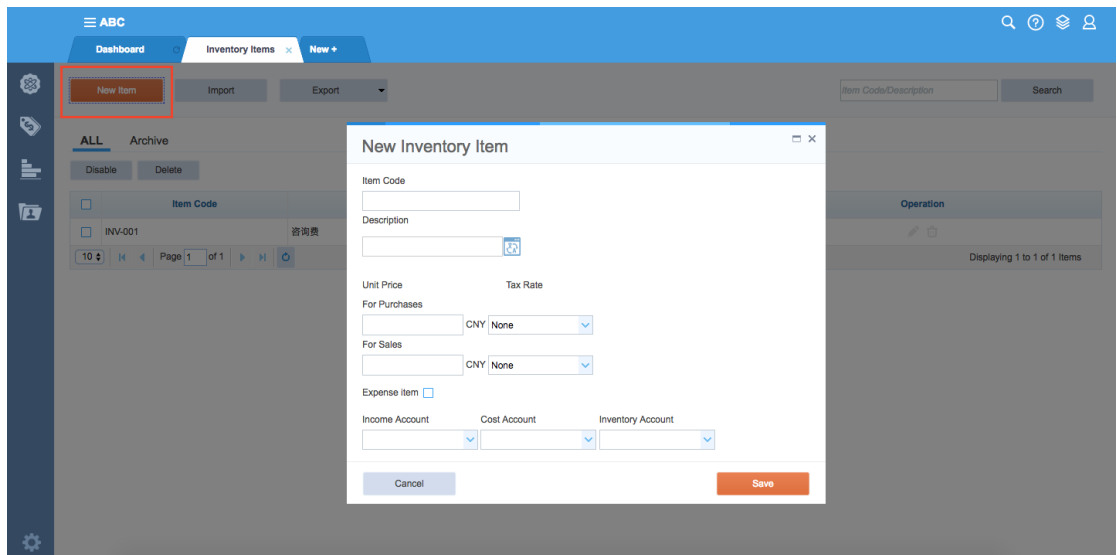 ABC
Dashboard Inventory Items × New +
New Item Import Export Item Code/Description Search
ALL Archive
Disable Delete
Item Code Operation
INV-001 咨询费
10 Page 1 of 1 Displaying 1 to 1 of 1 Items
New Inventory Item
Item Code
Description
Unit Price Tax Rate
For Purchases
CNY None
For Sales
CNY None
Expense item
Income Account Cost Account Inventory Account
Cancel Save